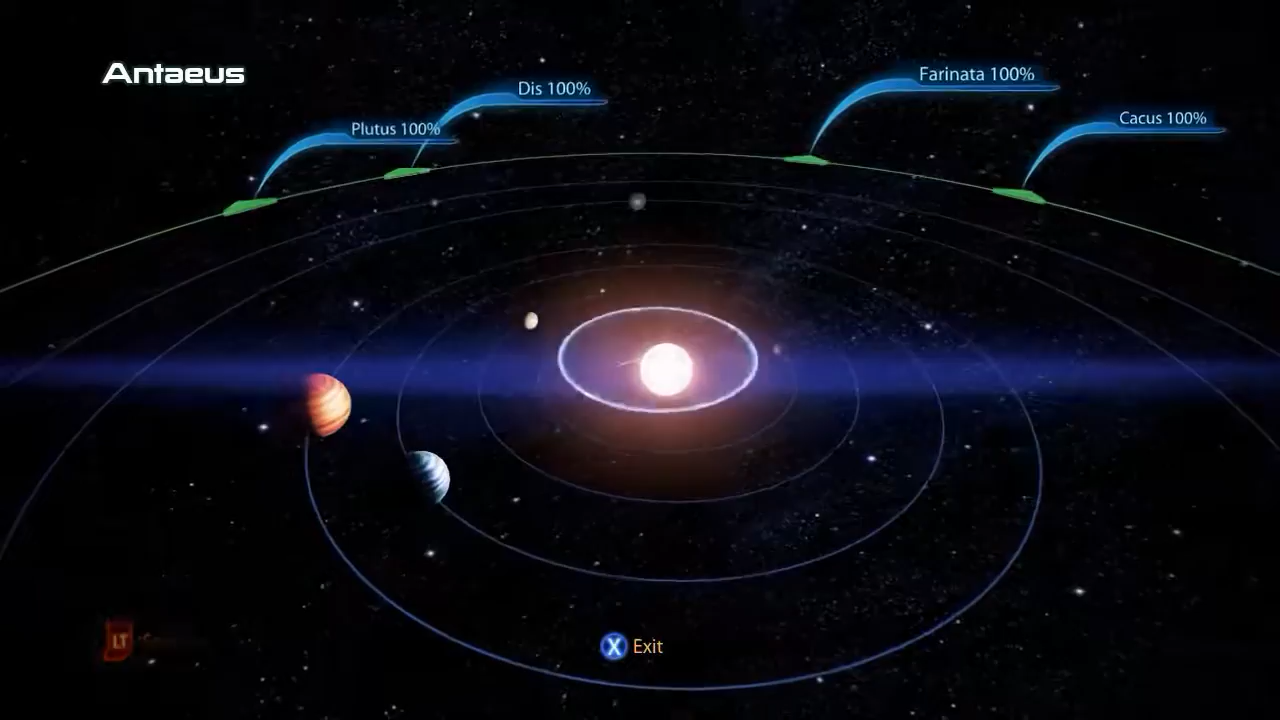 Antaeus
Plutus 100%
Dis 100%
Farinata 100%
Cacus 100%
LT
X Exit